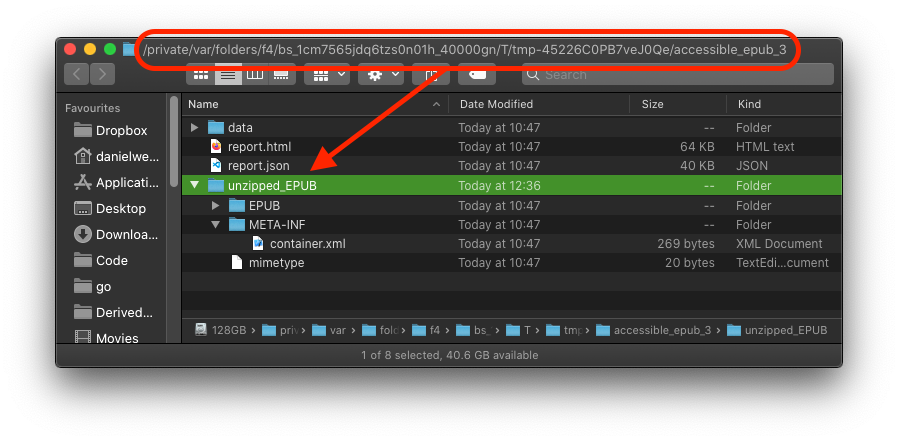 /private/var/folders/f4/bs_1cm7565jdq6tzs0n01h_40000gn/T/tmp-45226C0PB7veJ0Qe/accessible_epub_3
Search
Favourites
Dropbox
danielwe...
Applicati...
Desktop
Downloa...
Code
go
Derived...
Movies
Name Date Modified Size Kind
data Today at 10:47 -- Folder
report.html Today at 10:47 64 KB HTML text
report.json Today at 10:47 40 KB JSON
unzipped_EPUB Today at 12:36 -- Folder
EPUB Today at 10:47 -- Folder
META-INF Today at 10:47 -- Folder
container.xml Today at 10:47 269 bytes XML Document
mimetype Today at 10:47 20 bytes TextEdi...cument
128GB › priv › var › fold › f4 › bs_ › T › tmp › accessible_epub_3 › unzipped_EPUB
1 of 8 selected, 40.6 GB available